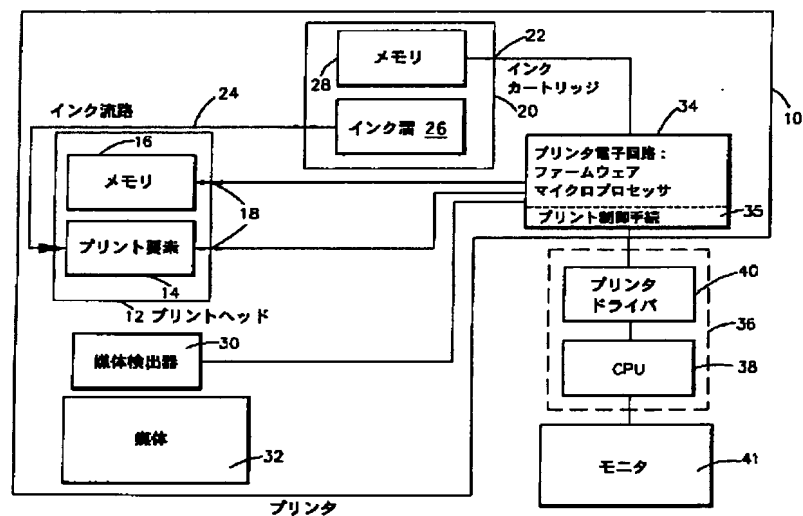 22
メモリ
28
インク
カートリッジ
20
インク源 26
24
インク流路
16
メモリ
18
プリント要素
14
12 プリントヘッド
34
10
プリンタ電子回路:
ファームウェア
マイクロプロセッサ
プリント制御手続
35
40
プリンタ
ドライバ
36
CPU
38
30
媒体検出器
媒体
32
モニタ
41
プリンタ